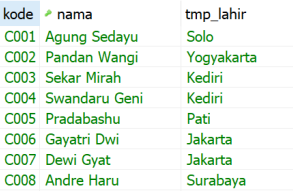 kode nama tmp_lahir
C001 Agung Sedayu Solo
C002 Pandan Wangi Yogyakarta
C003 Sekar Mirah Kediri
C004 Swandaru Geni Kediri
C005 Pradabashu Pati
C006 Gayatri Dwi Jakarta
C007 Dewi Gyat Jakarta
C008 Andre Haru Surabaya